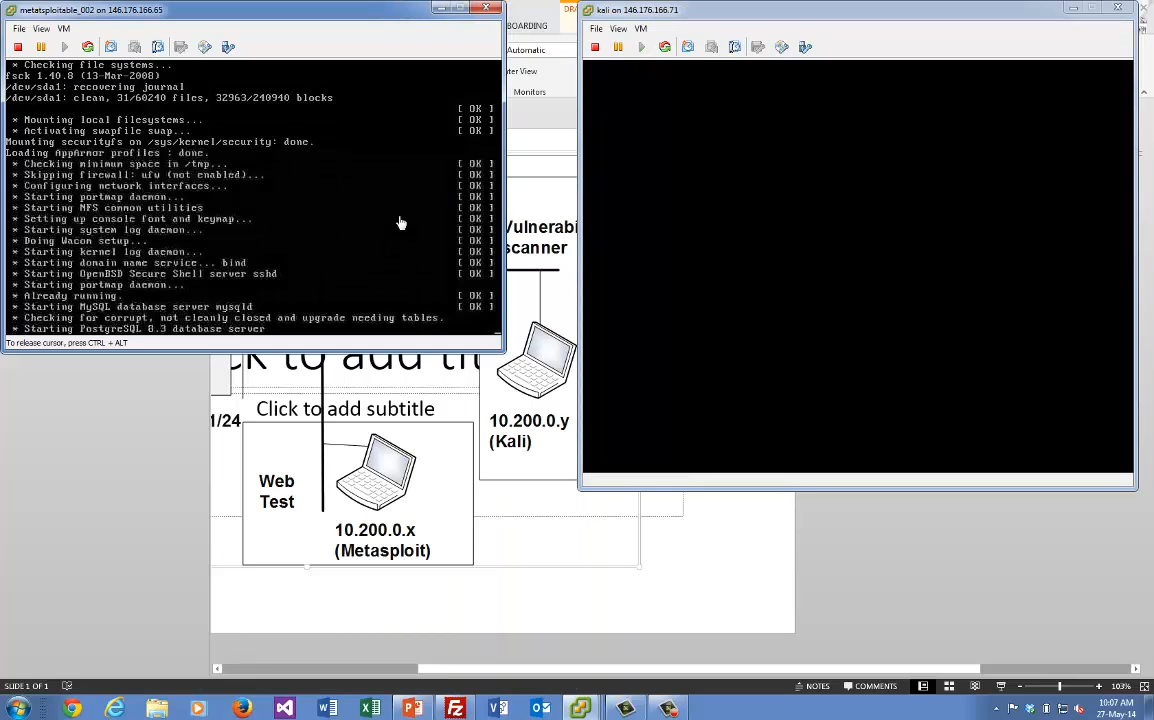 metatsploitable_002 on 146.176.166.65
File View VM
* Checking file systems...
fsck 1.40.8 (13-Mar-2008)
/dev/sda1: recovering journal
/dev/sda1: clean, 31/60240 files, 32963/240940 blocks
[ OK ]
* Mounting local filesystems... [ OK ]
* Activating swapfile swap... [ OK ]
Mounting securityfs on /sys/kernel/security: done.
Loading AppArmor profiles : done.
* Checking minimum space in /tmp... [ OK ]
* Skipping firewall: ufw (not enabled)... [ OK ]
* Configuring network interfaces... [ OK ]
* Starting portmap daemon... [ OK ]
* Starting NFS common utilities [ OK ]
* Setting up console font and keymap... [ OK ]
* Starting system log daemon... [ OK ]
* Doing Wacom setup... [ OK ]
* Starting kernel log daemon... [ OK ]
* Starting domain name service... bind [ OK ]
* Starting OpenBSD Secure Shell server sshd [ OK ]
* Starting portmap daemon...
* Already running. [ OK ]
* Starting MySQL database server mysqld [ OK ]
* Checking for corrupt, not cleanly closed and upgrade needing tables.
* Starting PostgreSQL 8.3 database server
To release cursor, press CTRL + ALT
DRA
BOARDING
Automatic
ter View
Monitors
kali on 146.176.166.71
File View VM
Vulnerabi
scanner
ck to add tit
Click to add subtitle
1/24
10.200.0.y
(Kali)
Web
Test
10.200.0.x
(Metasploit)
SLIDE 1 OF 1
NOTES
COMMENTS
103%
10:07 AM
27-May-14